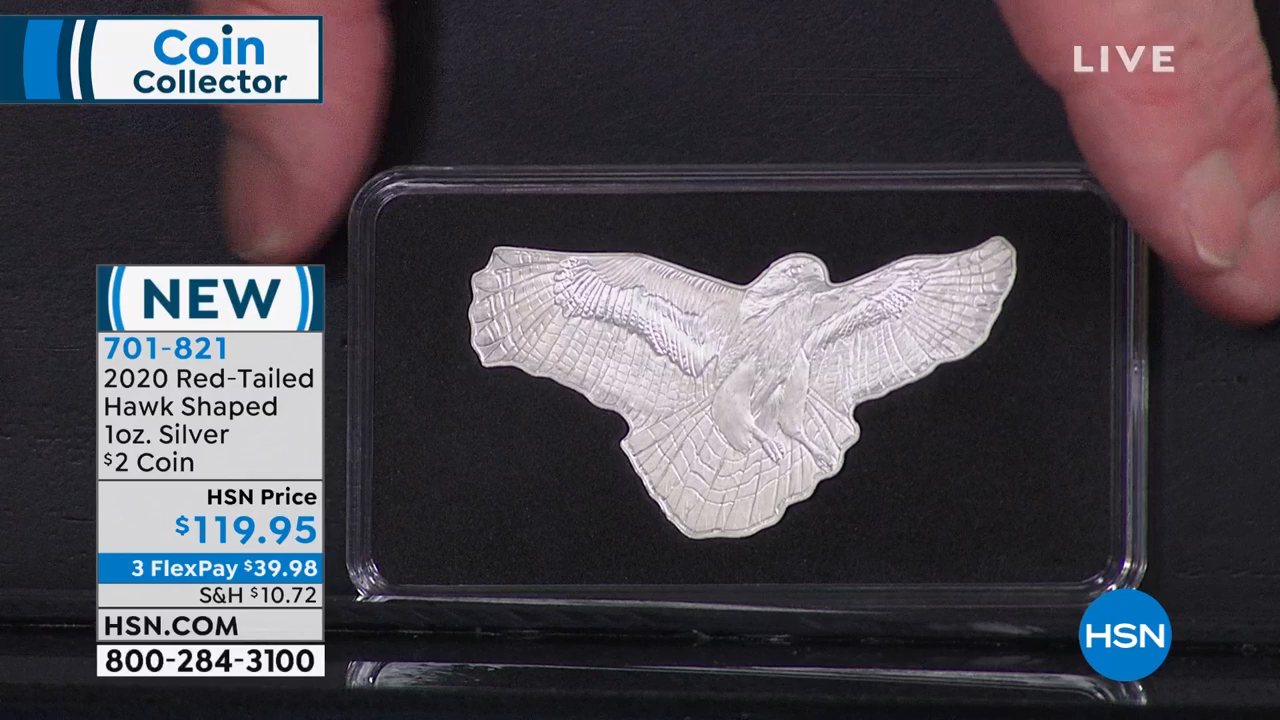 Coin
Collector
LIVE
NEW
701-821
2020 Red-Tailed
Hawk Shaped
1oz. Silver
$2 Coin
HSN Price
$119.95
3 FlexPay $39.98
S&H $10.72
HSN.COM
800-284-3100
HSN